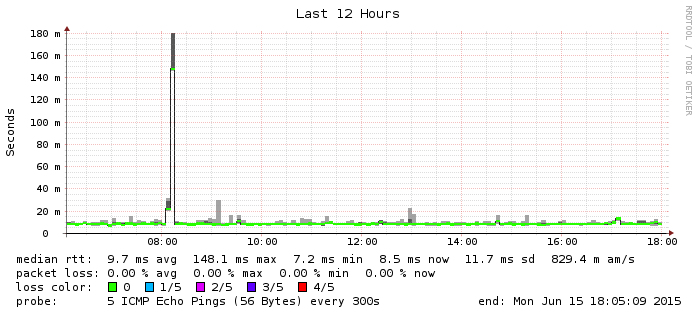 Last 12 Hours
RRDTOOL / TOBI OETIKER
Seconds
180 m
160 m
140 m
120 m
100 m
80 m
60 m
40 m
20 m
0
08:00 10:00 12:00 14:00 16:00 18:00
median rtt: 9.7 ms avg 148.1 ms max 7.2 ms min 8.5 ms now 11.7 ms sd 829.4 m am/s
packet loss: 0.00 % avg 0.00 % max 0.00 % min 0.00 % now
loss color: 0 1/5 2/5 3/5 4/5
probe: 5 ICMP Echo Pings (56 Bytes) every 300s end: Mon Jun 15 18:05:09 2015